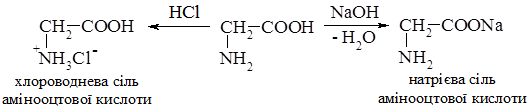 CH₂–COOH HCl CH₂–COOH NaOH CH₂–COONa
⁺NH₃Cl⁻ NH₂ - H₂O NH₂
хлороводнева сіль натрієва сіль
амінооцтової кислоти амінооцтової кислоти